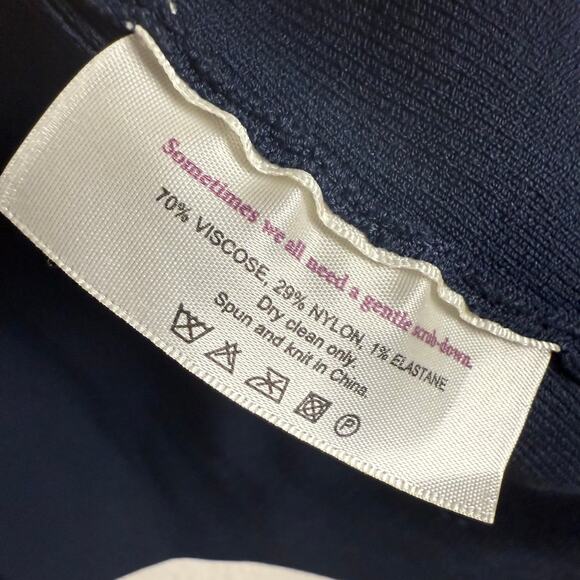 Sometimes we all need a gentle scrub-down.
70% VISCOSE, 29% NYLON, 1% ELASTANE
Dry clean only.
Spun and knit in China.
P